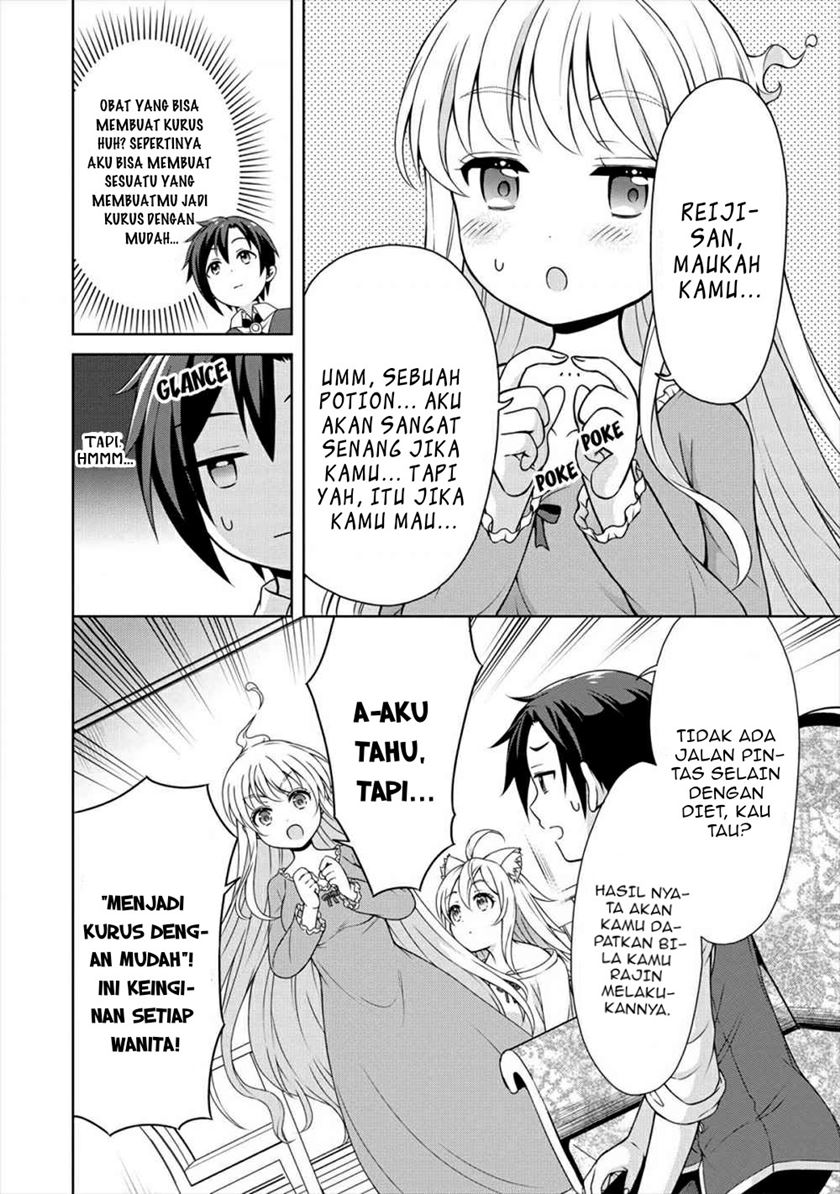 REIJI-
SAN,
MAUKAH
KAMU...
UMM, SEBUAH
POTION... AKU
AKAN SANGAT
SENANG JIKA
KAMU... TAPI
YAH, ITU JIKA
KAMU MAU...
POKE
POKE
OBAT YANG BISA
MEMBUAT KURUS
HUH? SEPERTINYA
AKU BISA MEMBUAT
SESUATU YANG
MEMBUATMU JADI
KURUS DENGAN
MUDAH...
GLANCE
TAPI,
HMMM...
TIDAK ADA
JALAN PIN-
TAS SELAIN
DENGAN
DIET, KAU
TAU?
HASIL NYA-
TA AKAN
KAMU DA-
PATKAN BI-
LA KAMU
RAJIN
MELAKU-
KANNYA.
A-AKU
TAHU,
TAPI...
"MENJADI
KURUS DENG-
AN MUDAH"!
INI KEINGI-
NAN SETIAP
WANITA!